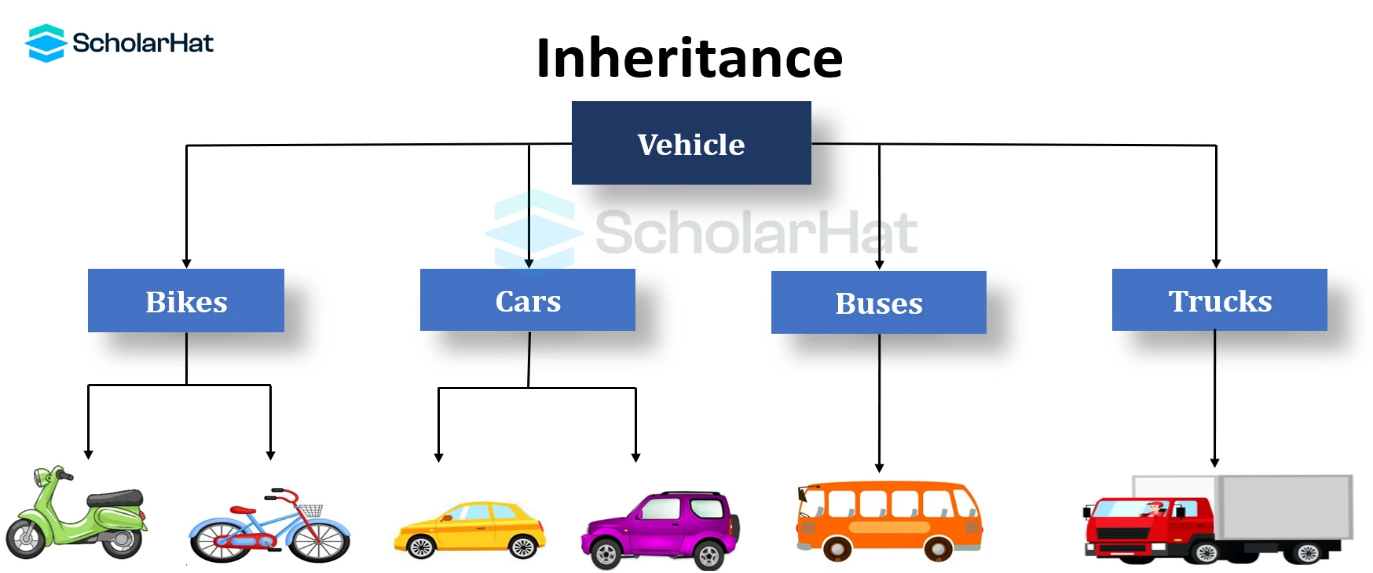 ScholarHat
Inheritance
Vehicle
ScholarHat
Bikes
Cars
Buses
Trucks